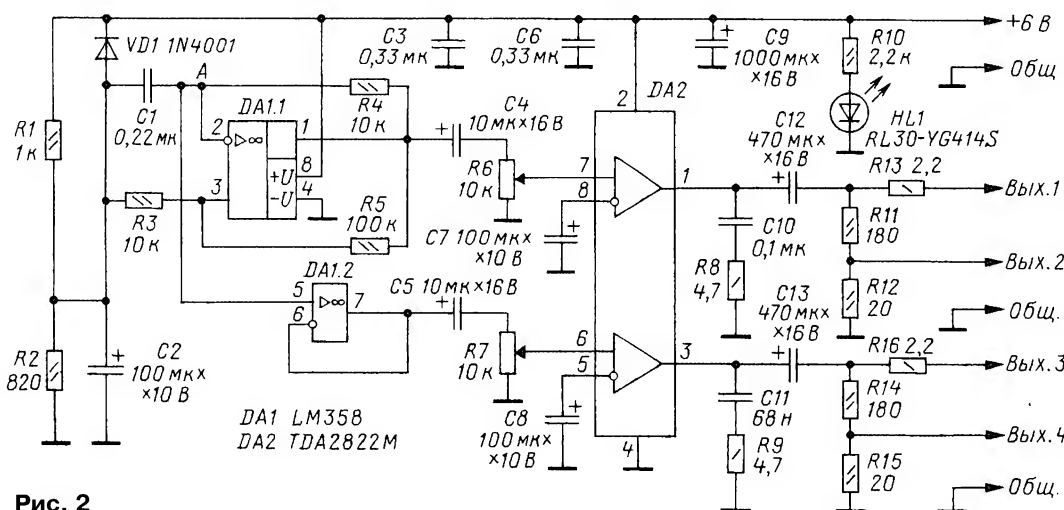 +6 В
VD1 1N4001
C3
0,33 мк
C6
0,33 мк
C9
1000 мк×
×16 В
R10
2,2 к
Общ.
A
C1
0,22 мк
R4
10 к
DA1.1
▷∞
2
3
1
8
4
+U
-U
C4
10 мк×16 В
R1
1 к
R3
10 к
R5
100 к
R6
10 к
DA2
2
7
8
1
C7 100 мк×
×10 В
C12
470 мк×
×16 В
HL1
RL30-YG414S
R13 2,2
Вых.1
C10
0,1 мк
R11
180
Вых.2
R8
4,7
R12
20
Общ.
DA1.2
▷∞
5
6
7
C5 10 мк×16 В
R7
10 к
6
5
3
C13
470 мк×
×16 В
R16 2,2
Вых.3
R2
820
C2
100 мк×
×10 В
C8
100 мк×
×10 В
4
C11
68 н
R14
180
Вых.4
R9
4,7
R15
20
Общ.
DA1 LM358
DA2 TDA2822M
Рис. 2